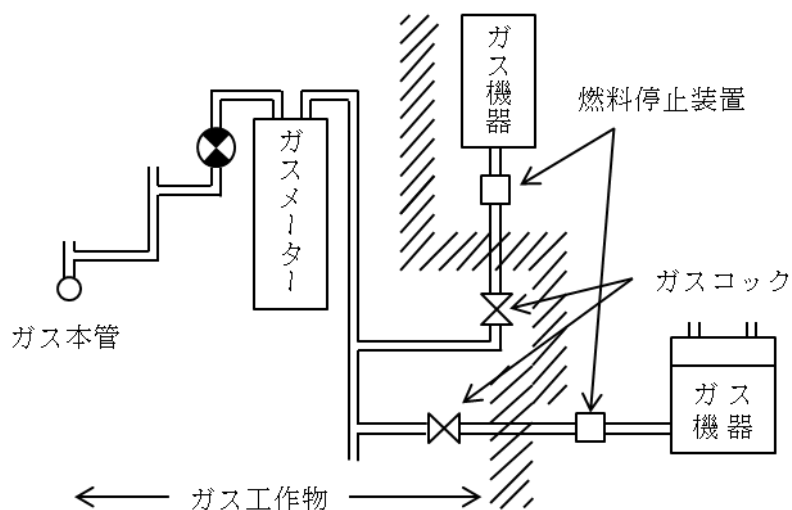 ガス機器
燃料停止装置
ガスメーター
ガスコック
ガス本管
ガス
機器
ガス工作物